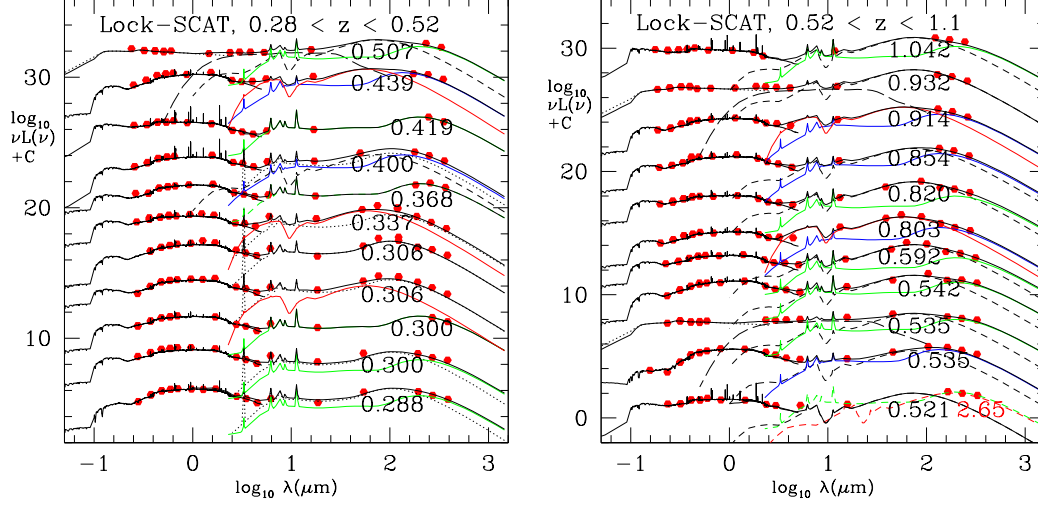 Lock-SCAT, 0.28 < z < 0.52
30
20
10
log₁₀
νL(ν)
+C
0.507
0.439
0.419
0.400
0.368
0.337
0.306
0.306
0.300
0.300
0.288
−1 0 1 2 3
log₁₀ λ(μm)
Lock-SCAT, 0.52 < z < 1.1
30
20
10
0
log₁₀
νL(ν)
+C
1.042
0.932
0.914
0.854
0.820
0.803
0.592
0.542
0.535
0.535
0.521 2.65
−1 0 1 2 3
log₁₀ λ(μm)